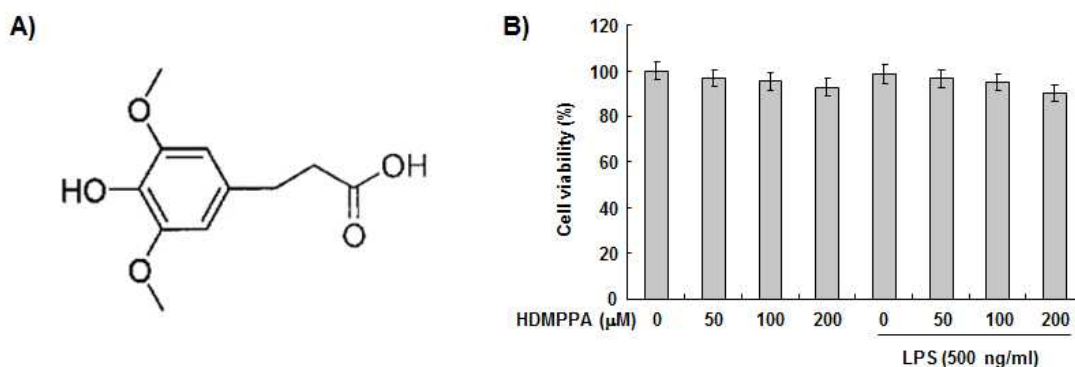 A)
O
HO
O
OH
O
B)
120
100
80
60
40
20
0
Cell viability (%)
HDMPPA (μM) 0 50 100 200 0 50 100 200
LPS (500 ng/ml)